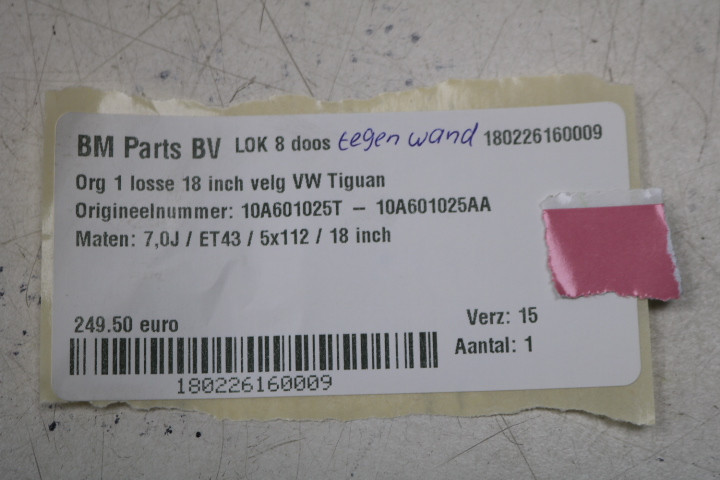 BM Parts BV LOK 8 doos tegen wand 180226160009
Org 1 losse 18 inch velg VW Tiguan
Origineelnummer: 10A601025T – 10A601025AA
Maten: 7,0J / ET43 / 5x112 / 18 inch
249.50 euro
Verz: 15
Aantal: 1
180226160009